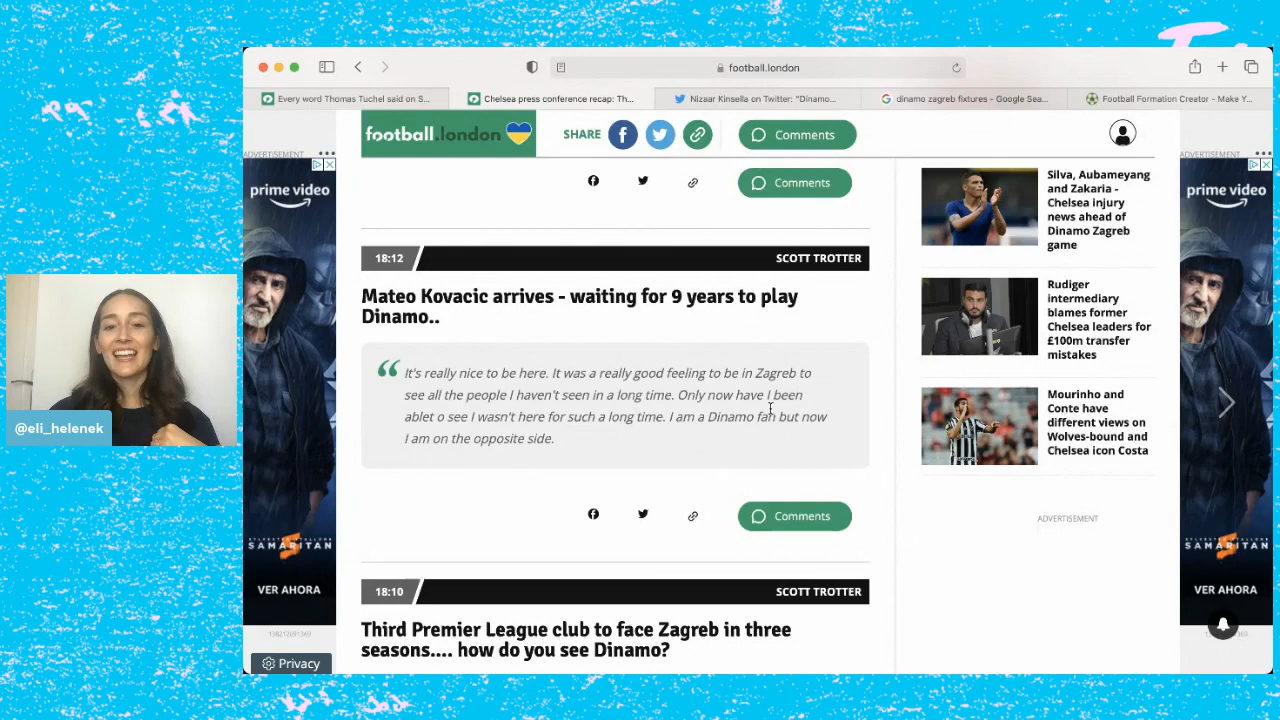 football.london
Every word Thomas Tuchel said on S...
Chelsea press conference recap: Th...
Nizaar Kinsella on Twitter: "Dinamo...
dinamo zagreb fixtures - Google Sea...
Football Formation Creator - Make Y...
football.london
SHARE
Comments
ADVERTISEMENT
ADVERTISEMENT
prime video
prime video
Comments
Silva, Aubameyang
and Zakaria -
Chelsea injury
news ahead of
Dinamo Zagreb
game
18:12
SCOTT TROTTER
Mateo Kovacic arrives - waiting for 9 years to play
Dinamo..
Rudiger
intermediary
blames former
Chelsea leaders for
£100m transfer
mistakes
It's really nice to be here. It was a really good feeling to be in Zagreb to
see all the people I haven't seen in a long time. Only now have I been
ablet o see I wasn't here for such a long time. I am a Dinamo fan but now
I am on the opposite side.
Mourinho and
Conte have
different views on
Wolves-bound and
Chelsea icon Costa
@eli_helenek
Comments
ADVERTISEMENT
SYLVESTER STALLONE
SAMARITAN
VER AHORA
SAMARITAN
VER AHORA
18:10
SCOTT TROTTER
Third Premier League club to face Zagreb in three
seasons.... how do you see Dinamo?
Privacy